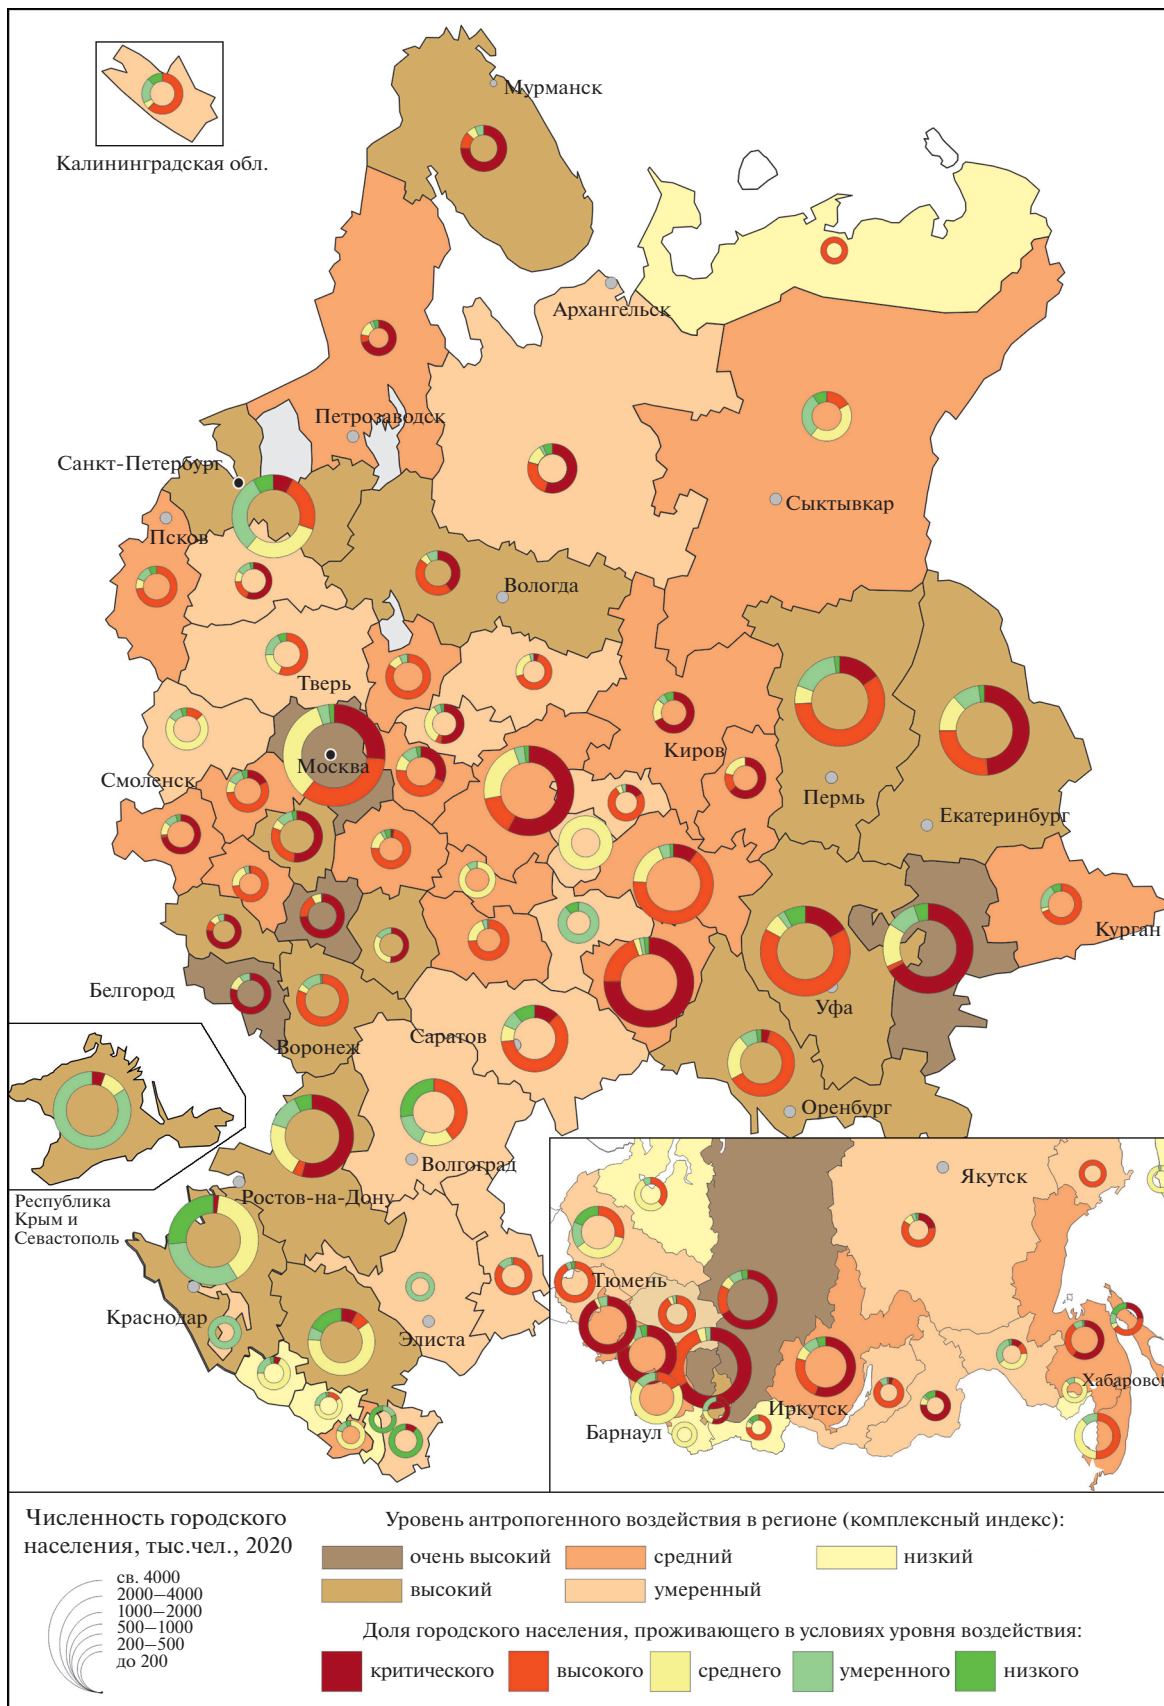 Калининградская обл.
Мурманск
Архангельск
Петрозаводск
Санкт-Петербург
Псков
Сыктывкар
Вологда
Тверь
Смоленск
Москва
Киров
Пермь
Екатеринбург
Курган
Белгород
Воронеж
Саратов
Уфа
Оренбург
Волгоград
Ростов-на-Дону
Республика
Крым и
Севастополь
Краснодар
Элиста
Якутск
Тюмень
Барнаул
Иркутск
Хабаровск
Численность городского
населения, тыс.чел., 2020
св. 4000
2000–4000
1000–2000
500–1000
200–500
до 200
Уровень антропогенного воздействия в регионе (комплексный индекс):
очень высокий средний низкий
высокий умеренный
Доля городского населения, проживающего в условиях уровня воздействия:
критического высокого среднего умеренного низкого